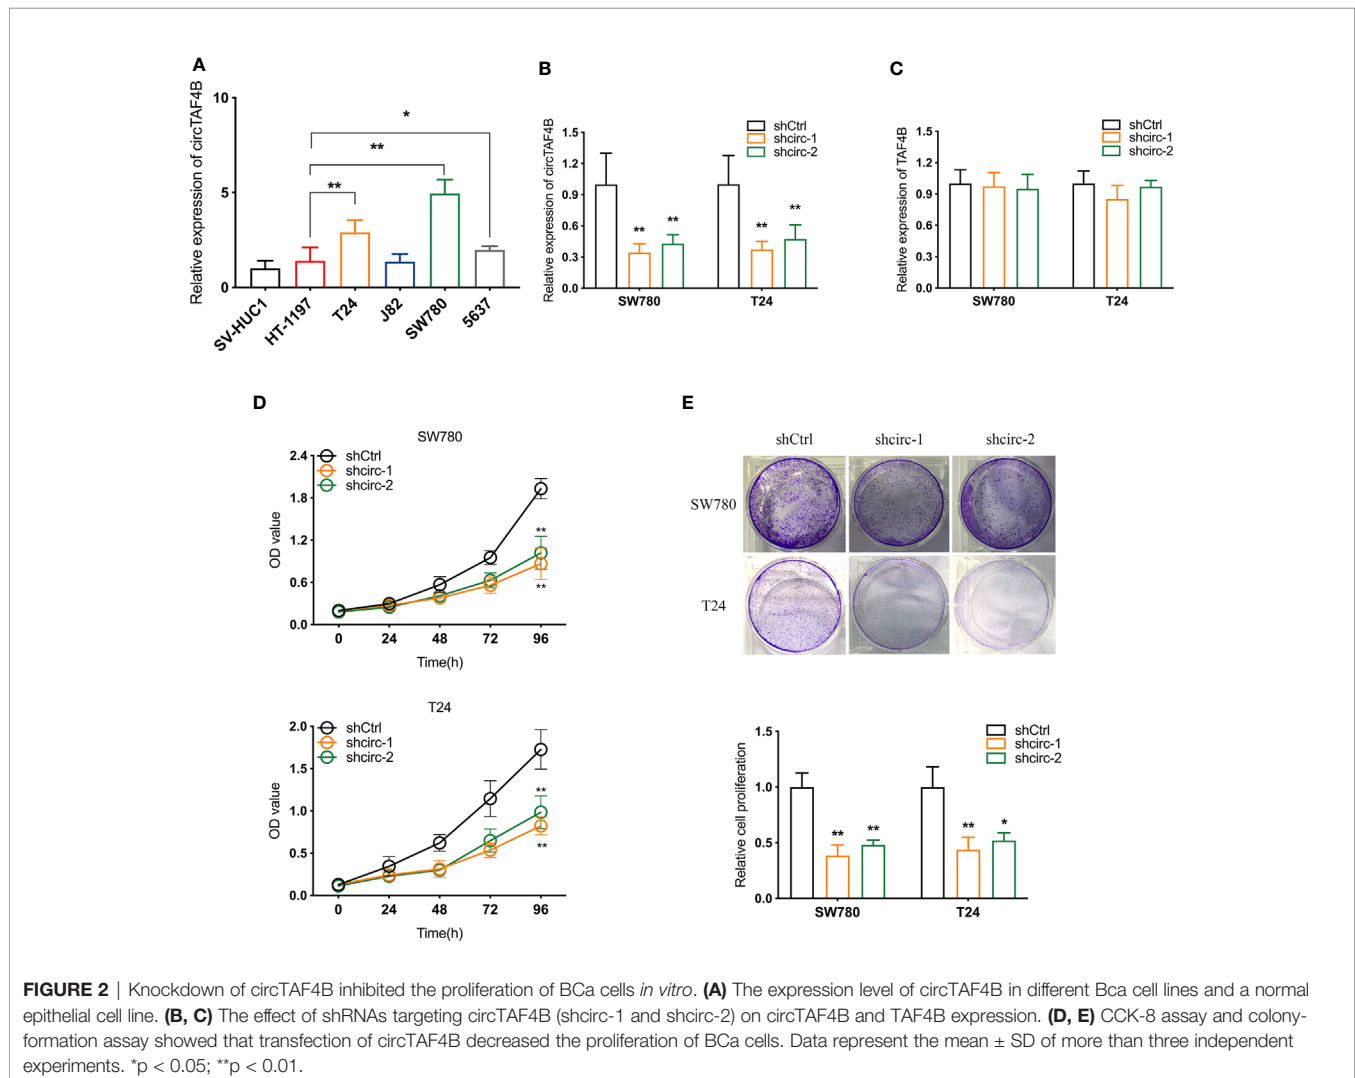 A
Relative expression of circTAF4B
10
5
0
*
**
**
SV-HUC1
HT-1197
T24
J82
SW780
5637
B
Relative expression of circTAF4B
1.5
1.2
0.9
0.6
0.3
0.0
shCtrl
shcirc-1
shcirc-2
** ** ** **
SW780 T24
C
Relative expression of TAF4B
1.5
1.2
0.9
0.6
0.3
0.0
shCtrl
shcirc-1
shcirc-2
SW780 T24
D
SW780
OD value
2.4
1.8
1.2
0.6
0.0
shCtrl
shcirc-1
shcirc-2
**
**
0 24 48 72 96
Time(h)
T24
OD value
2.0
1.5
1.0
0.5
0.0
shCtrl
shcirc-1
shcirc-2
**
**
0 24 48 72 96
Time(h)
E
shCtrl shcirc-1 shcirc-2
SW780
T24
Relative cell proliferation
1.5
1.0
0.5
0.0
shCtrl
shcirc-1
shcirc-2
** ** ** *
SW780 T24
FIGURE 2 | Knockdown of circTAF4B inhibited the proliferation of BCa cells in vitro. (A) The expression level of circTAF4B in different Bca cell lines and a normal
epithelial cell line. (B, C) The effect of shRNAs targeting circTAF4B (shcirc-1 and shcirc-2) on circTAF4B and TAF4B expression. (D, E) CCK-8 assay and colony-
formation assay showed that transfection of circTAF4B decreased the proliferation of BCa cells. Data represent the mean ± SD of more than three independent
experiments. *p < 0.05; **p < 0.01.